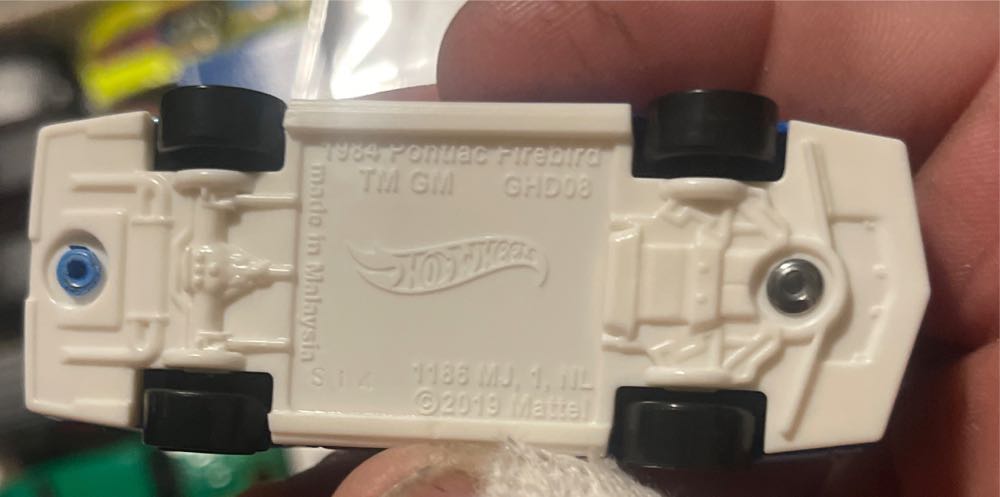 1984 Pontiac Firebird
TM GM GHD08
made in Malaysia
Hot Wheels
1186 MJ, 1, NL
©2019 Mattel